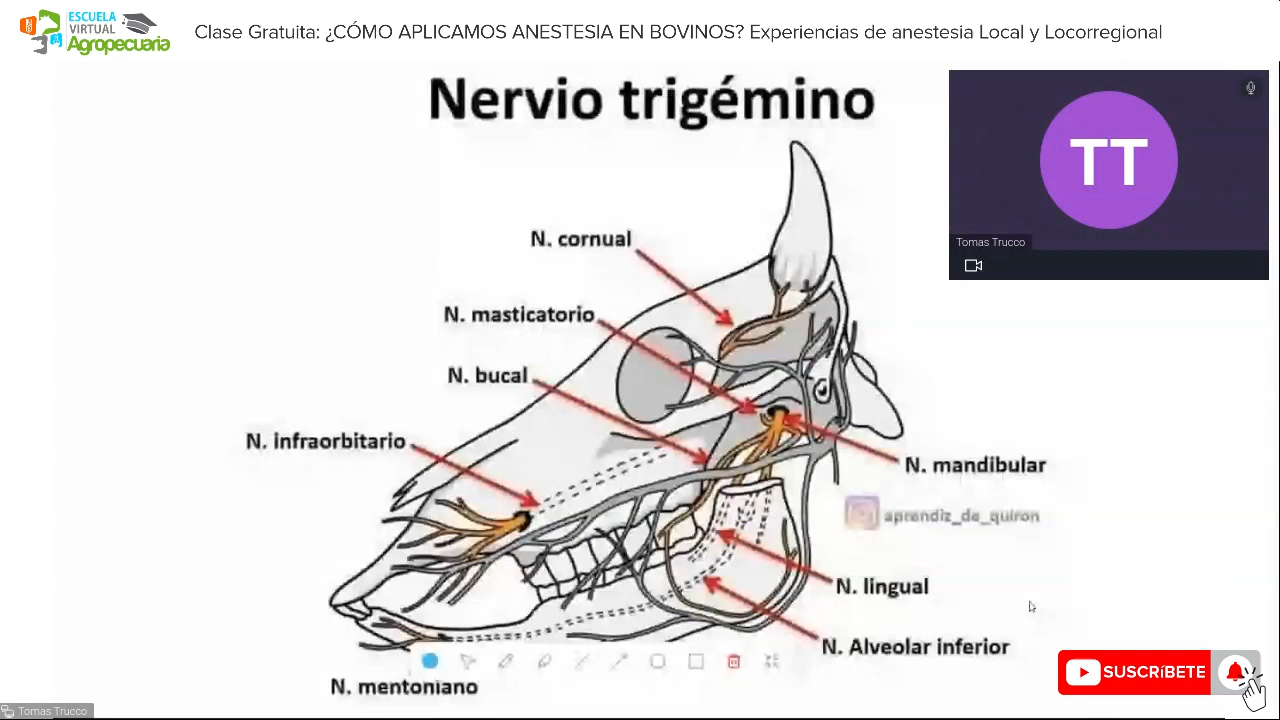 ESCUELA
VIRTUAL
Agropecuaria
Clase Gratuita: ¿CÓMO APLICAMOS ANESTESIA EN BOVINOS? Experiencias de anestesia Local y Locorregional
Nervio trigémino
TT
Tomas Trucco
N. cornual
N. masticatorio
N. bucal
N. infraorbitario
N. mandibular
aprendiz_de_quiron
N. lingual
N. Alveolar inferior
SUSCRíBETE
N. mentoniano
Tomas Trucco